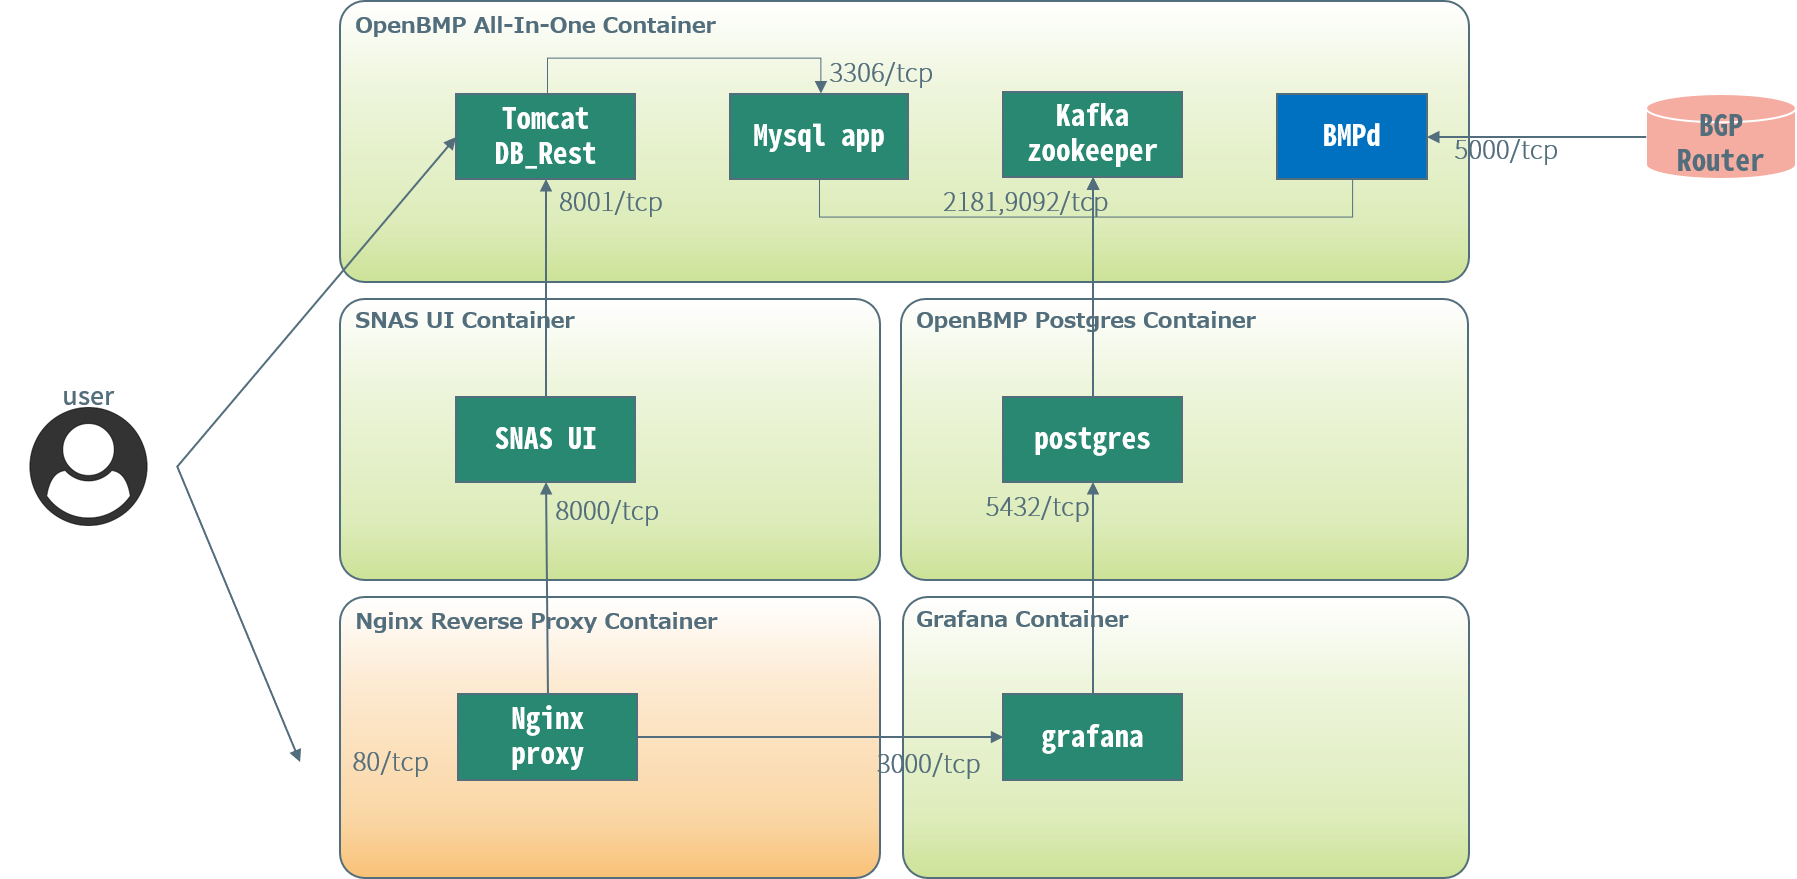 OpenBMP All-In-One Container
3306/tcp
Tomcat
DB_Rest
Mysql app
Kafka
zookeeper
BMPd
5000/tcp
BGP
Router
8001/tcp
2181,9092/tcp
SNAS UI Container
OpenBMP Postgres Container
user
SNAS UI
postgres
8000/tcp
5432/tcp
Nginx Reverse Proxy Container
Grafana Container
Nginx
proxy
grafana
80/tcp
3000/tcp